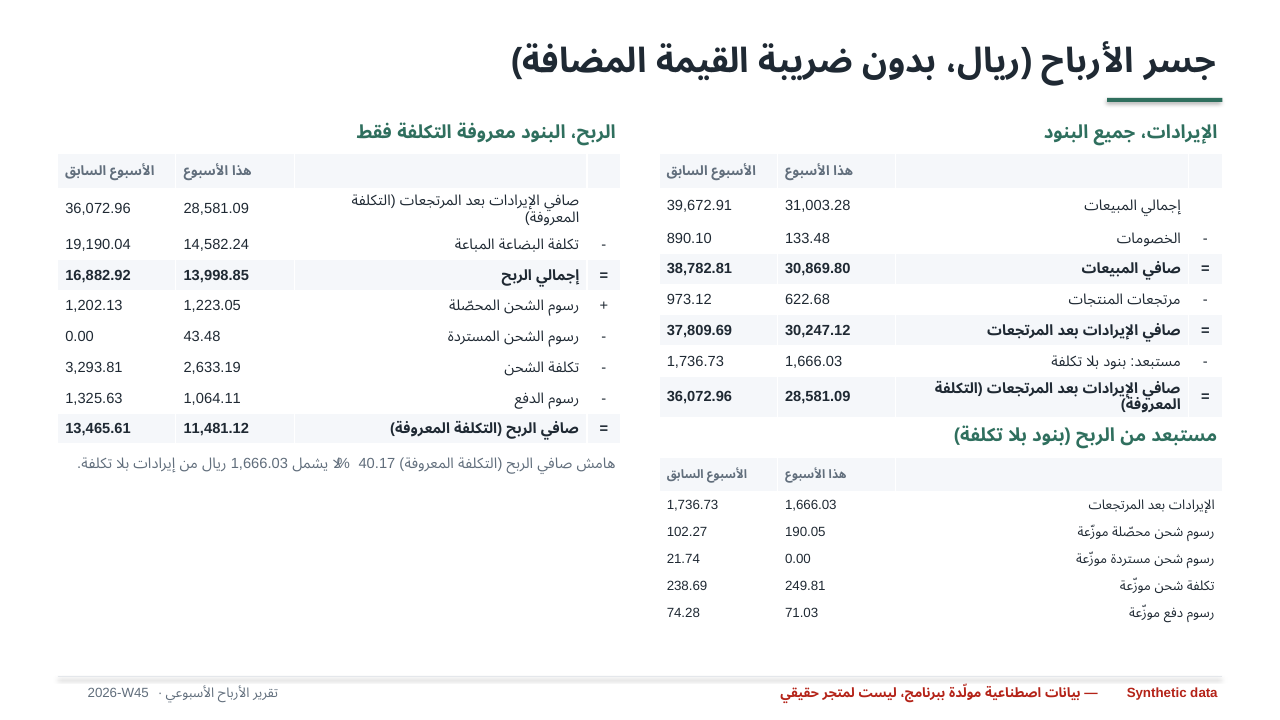 جسر الأرباح (ريال، بدون ضريبة القيمة المضافة)
الإيرادات، جميع البنود
هذا الأسبوع الأسبوع السابق
إجمالي المبيعات 31,003.28 39,672.91
- الخصومات 133.48 890.10
= صافي المبيعات 30,869.80 38,782.81
- مرتجعات المنتجات 622.68 973.12
= صافي الإيرادات بعد المرتجعات 30,247.12 37,809.69
- مستبعد: بنود بلا تكلفة 1,666.03 1,736.73
= صافي الإيرادات بعد المرتجعات (التكلفة
المعروفة) 28,581.09 36,072.96
مستبعد من الربح (بنود بلا تكلفة)
هذا الأسبوع الأسبوع السابق
الإيرادات بعد المرتجعات 1,666.03 1,736.73
رسوم شحن محصّلة موزّعة 190.05 102.27
رسوم شحن مستردة موزّعة 0.00 21.74
تكلفة شحن موزّعة 249.81 238.69
رسوم دفع موزّعة 71.03 74.28
الربح، البنود معروفة التكلفة فقط
هذا الأسبوع الأسبوع السابق
صافي الإيرادات بعد المرتجعات (التكلفة
المعروفة) 28,581.09 36,072.96
- تكلفة البضاعة المباعة 14,582.24 19,190.04
= إجمالي الربح 13,998.85 16,882.92
+ رسوم الشحن المحصّلة 1,223.05 1,202.13
- رسوم الشحن المستردة 43.48 0.00
- تكلفة الشحن 2,633.19 3,293.81
- رسوم الدفع 1,064.11 1,325.63
= صافي الربح (التكلفة المعروفة) 11,481.12 13,465.61
هامش صافي الربح (التكلفة المعروفة) 40.17 % لا يشمل 1,666.03 ريال من إيرادات بلا تكلفة.
Synthetic data — بيانات اصطناعية مولّدة ببرنامج، ليست لمتجر حقيقي
تقرير الأرباح الأسبوعي · 2026-W45